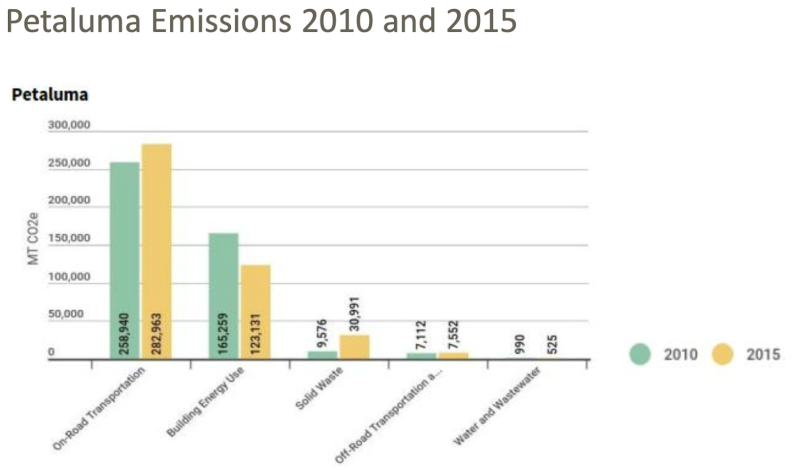 Petaluma Emissions 2010 and 2015
Petaluma
300,000
250,000
200,000
150,000
100,000
50,000
0
MT CO2e
258,940
282,963
165,259
123,131
9,576
30,991
7,112
7,552
990
525
On-Road Transportation
Building Energy Use
Solid Waste
Off-Road Transportation a...
Water and Wastewater
2010
2015